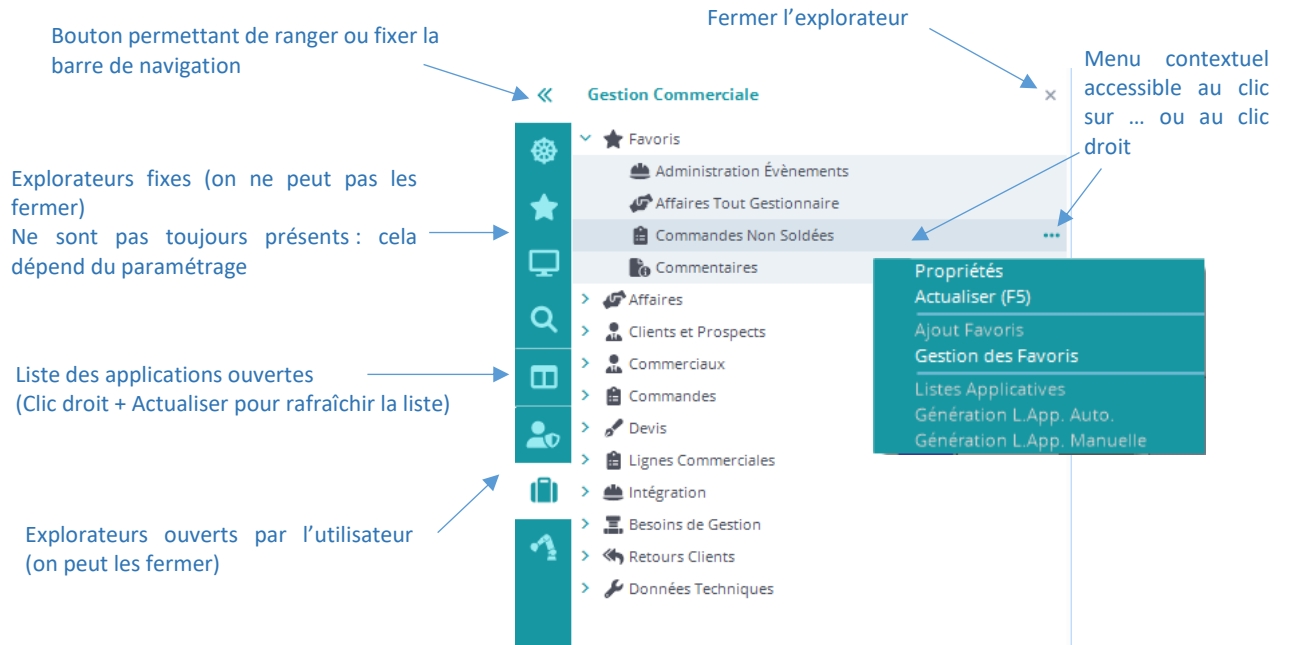 Fermer l’explorateur
Bouton permettant de ranger ou fixer la
barre de navigation
Menu contextuel
accessible au clic
sur … ou au clic
droit
Gestion Commerciale
Favoris
Administration Évènements
Affaires Tout Gestionnaire
Commandes Non Soldées
Commentaires
Affaires
Clients et Prospects
Commerciaux
Commandes
Devis
Lignes Commerciales
Intégration
Besoins de Gestion
Retours Clients
Données Techniques
Propriétés
Actualiser (F5)
Ajout Favoris
Gestion des Favoris
Listes Applicatives
Génération L.App. Auto.
Génération L.App. Manuelle
Explorateurs fixes (on ne peut pas les
fermer)
Ne sont pas toujours présents : cela
dépend du paramétrage
Liste des applications ouvertes
(Clic droit + Actualiser pour rafraîchir la liste)
Explorateurs ouverts par l’utilisateur
(on peut les fermer)